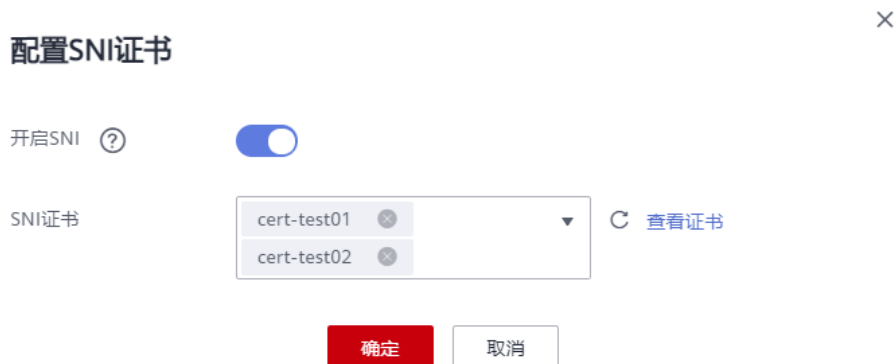 配置SNI证书
开启SNI
SNI证书
cert-test01
cert-test02
查看证书
确定
取消